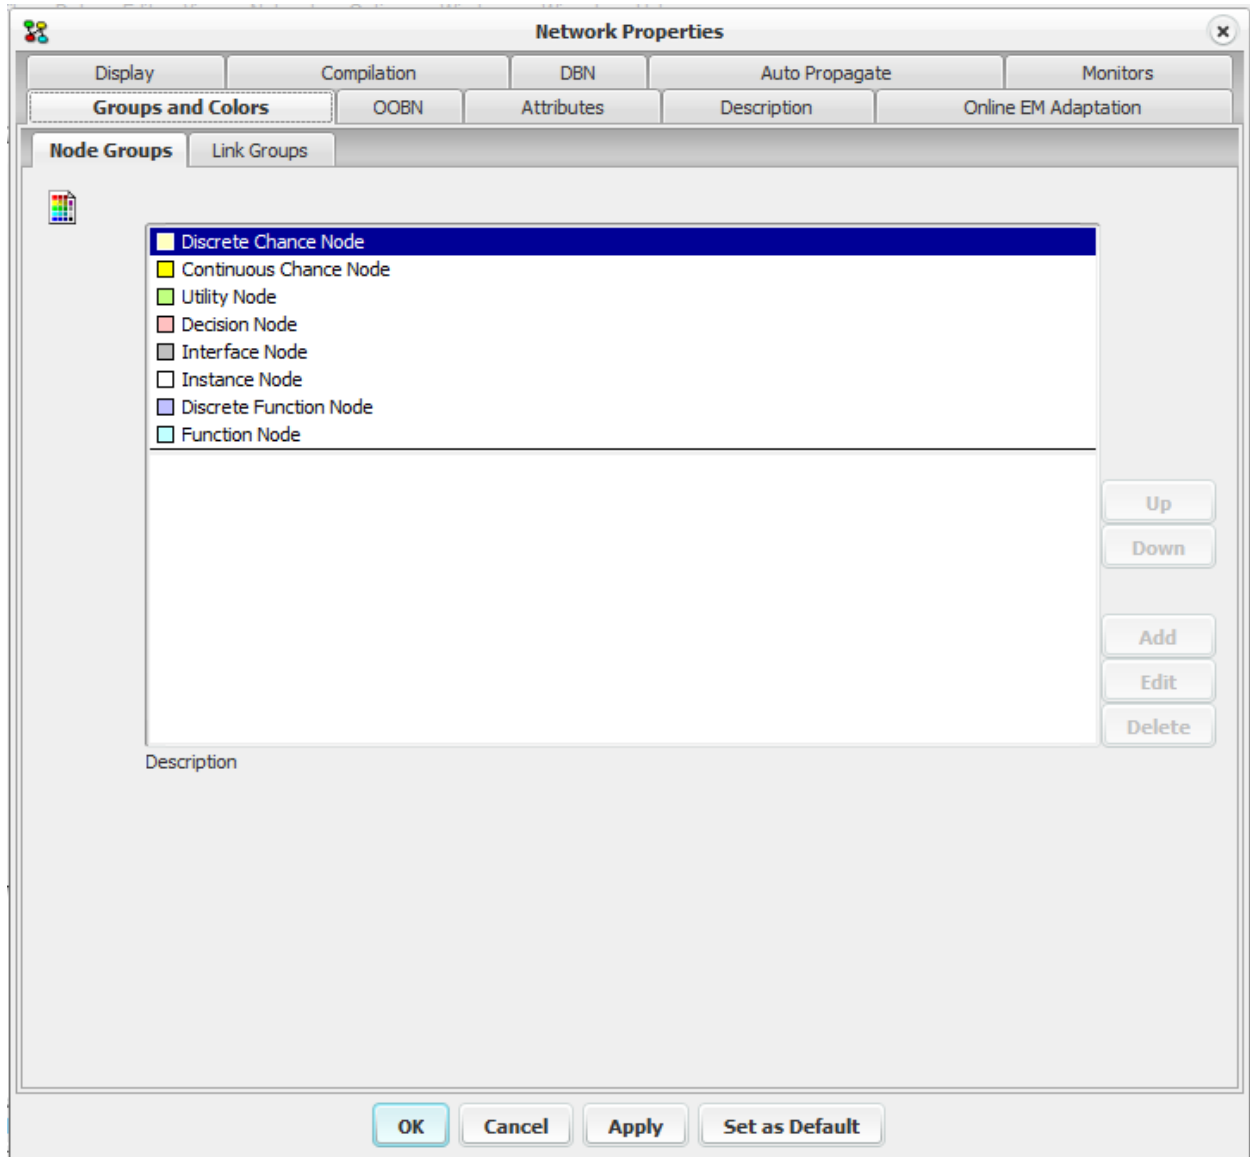 Network Properties
Display Compilation DBN Auto Propagate Monitors
Groups and Colors OOBN Attributes Description Online EM Adaptation
Node Groups Link Groups
Discrete Chance Node
Continuous Chance Node
Utility Node
Decision Node
Interface Node
Instance Node
Discrete Function Node
Function Node
Up
Down
Add
Edit
Delete
Description
OK Cancel Apply Set as Default